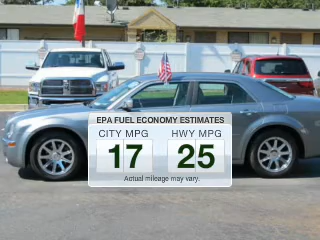 EPA FUEL ECONOMY ESTIMATES
CITY MPG HWY MPG
17 25
Actual mileage may vary.